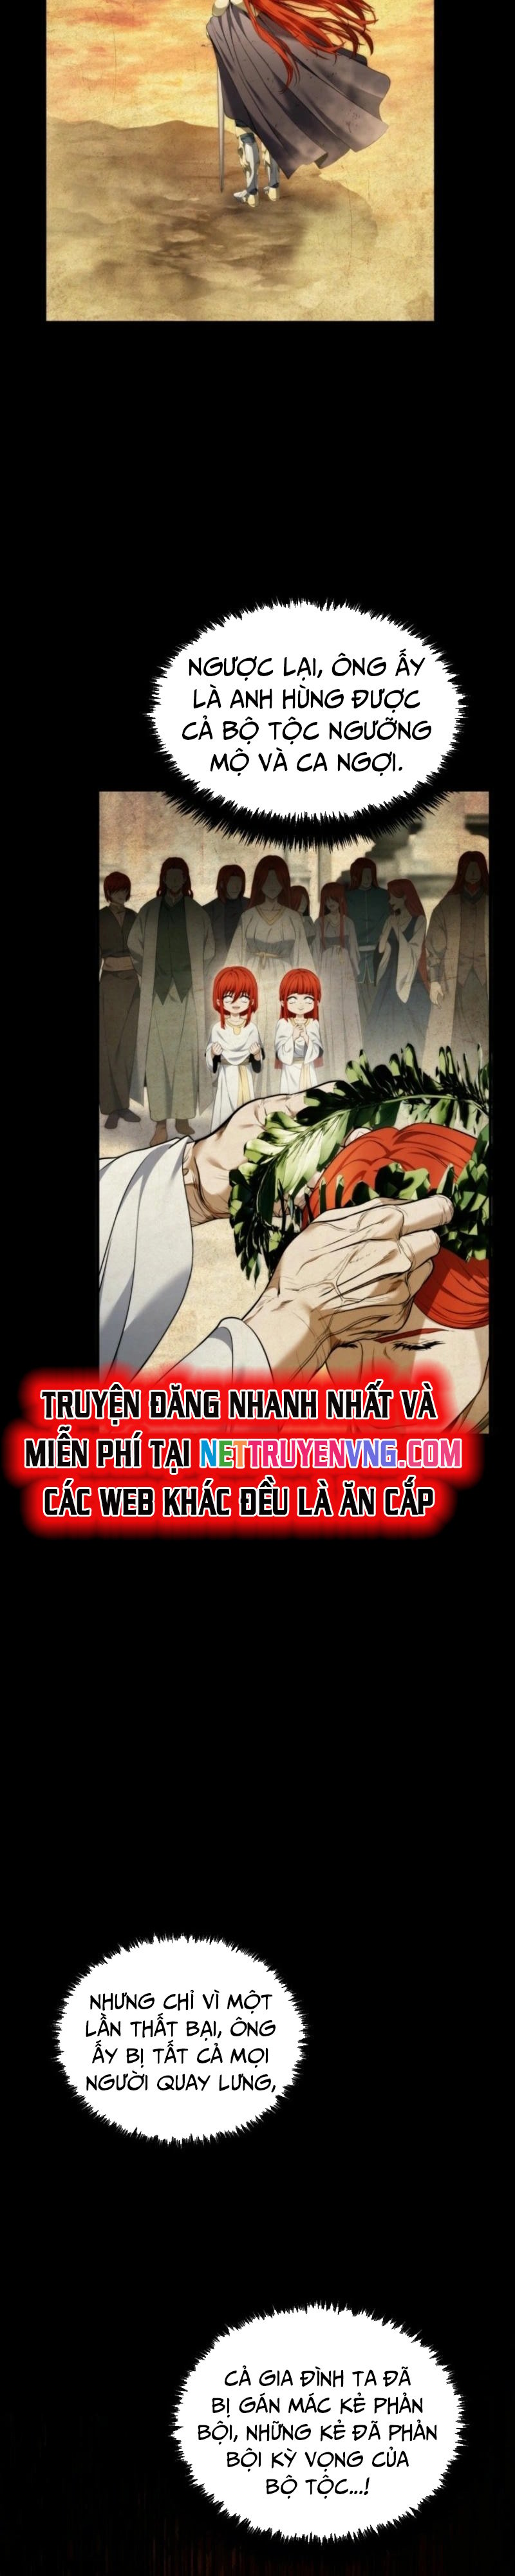 NGƯỢC LẠI, ÔNG ẤY
LÀ ANH HÙNG ĐƯỢC
CẢ BỘ TỘC NGƯỠNG
MỘ VÀ CA NGỢI.
TRUYỆN ĐĂNG NHANH NHẤT VÀ
MIỄN PHÍ TẠI NETTRUYENVNG.COM
CÁC WEB KHÁC ĐỀU LÀ ĂN CẮP
NHƯNG CHỈ VÌ MỘT
LẦN THẤT BẠI, ÔNG
ẤY BỊ TẤT CẢ MỌI
NGƯỜI QUAY LƯNG,
CẢ GIA ĐÌNH TA ĐÃ
BỊ GÁN MÁC KẺ PHẢN
BỘI, NHỮNG KẺ ĐÃ PHẢN
BỘI KỲ VỌNG CỦA
BỘ TỘC...!